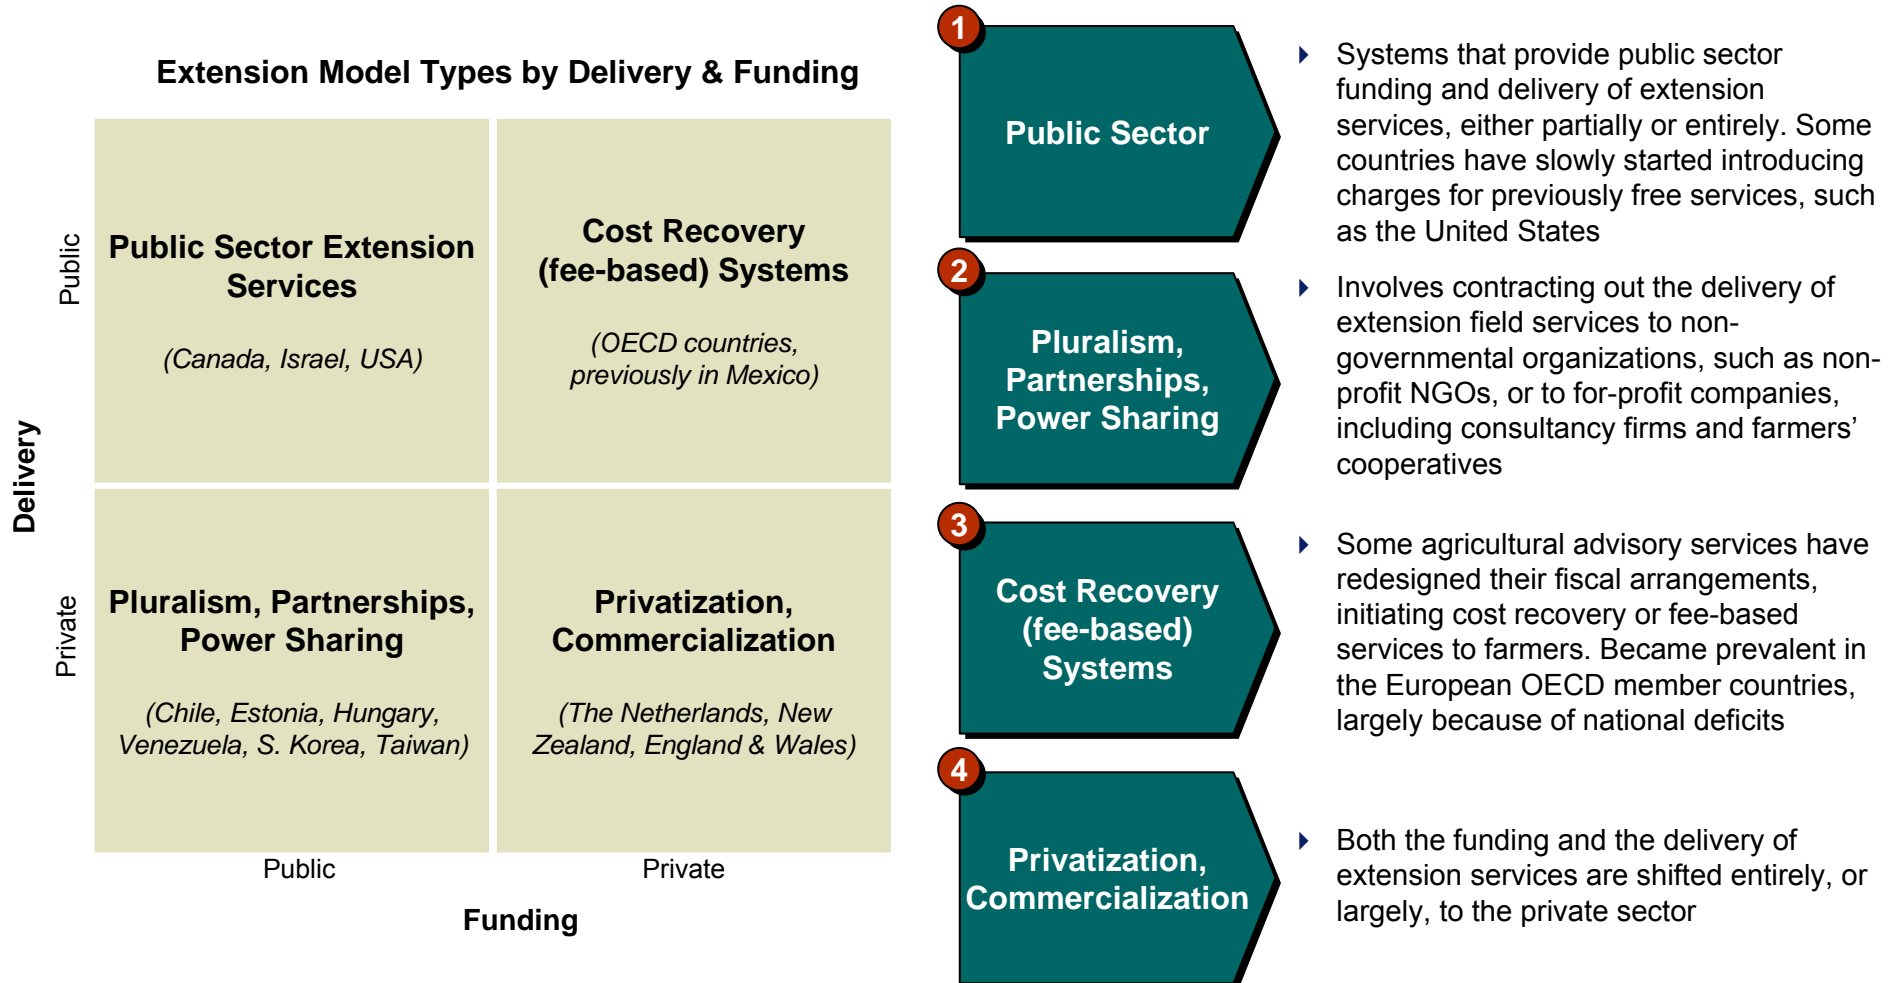 Extension Model Types by Delivery & Funding
Delivery
Public
Private
Public Sector Extension
Services
(Canada, Israel, USA)
Cost Recovery
(fee-based) Systems
(OECD countries,
previously in Mexico)
Pluralism, Partnerships,
Power Sharing
(Chile, Estonia, Hungary,
Venezuela, S. Korea, Taiwan)
Privatization,
Commercialization
(The Netherlands, New
Zealand, England & Wales)
Public
Private
Funding
1
Public Sector
Systems that provide public sector
funding and delivery of extension
services, either partially or entirely. Some
countries have slowly started introducing
charges for previously free services, such
as the United States
2
Pluralism,
Partnerships,
Power Sharing
Involves contracting out the delivery of
extension field services to non-
governmental organizations, such as non-
profit NGOs, or to for-profit companies,
including consultancy firms and farmers’
cooperatives
3
Cost Recovery
(fee-based)
Systems
Some agricultural advisory services have
redesigned their fiscal arrangements,
initiating cost recovery or fee-based
services to farmers. Became prevalent in
the European OECD member countries,
largely because of national deficits
4
Privatization,
Commercialization
Both the funding and the delivery of
extension services are shifted entirely, or
largely, to the private sector